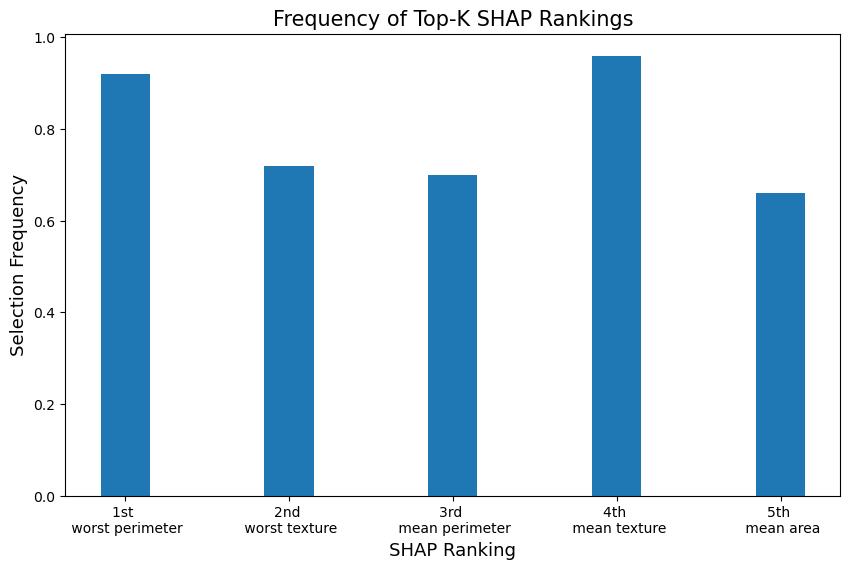 Frequency of Top-K SHAP Rankings
Selection Frequency
1.0
0.8
0.6
0.4
0.2
0.0
1st
worst perimeter
2nd
worst texture
3rd
mean perimeter
4th
mean texture
5th
mean area
SHAP Ranking